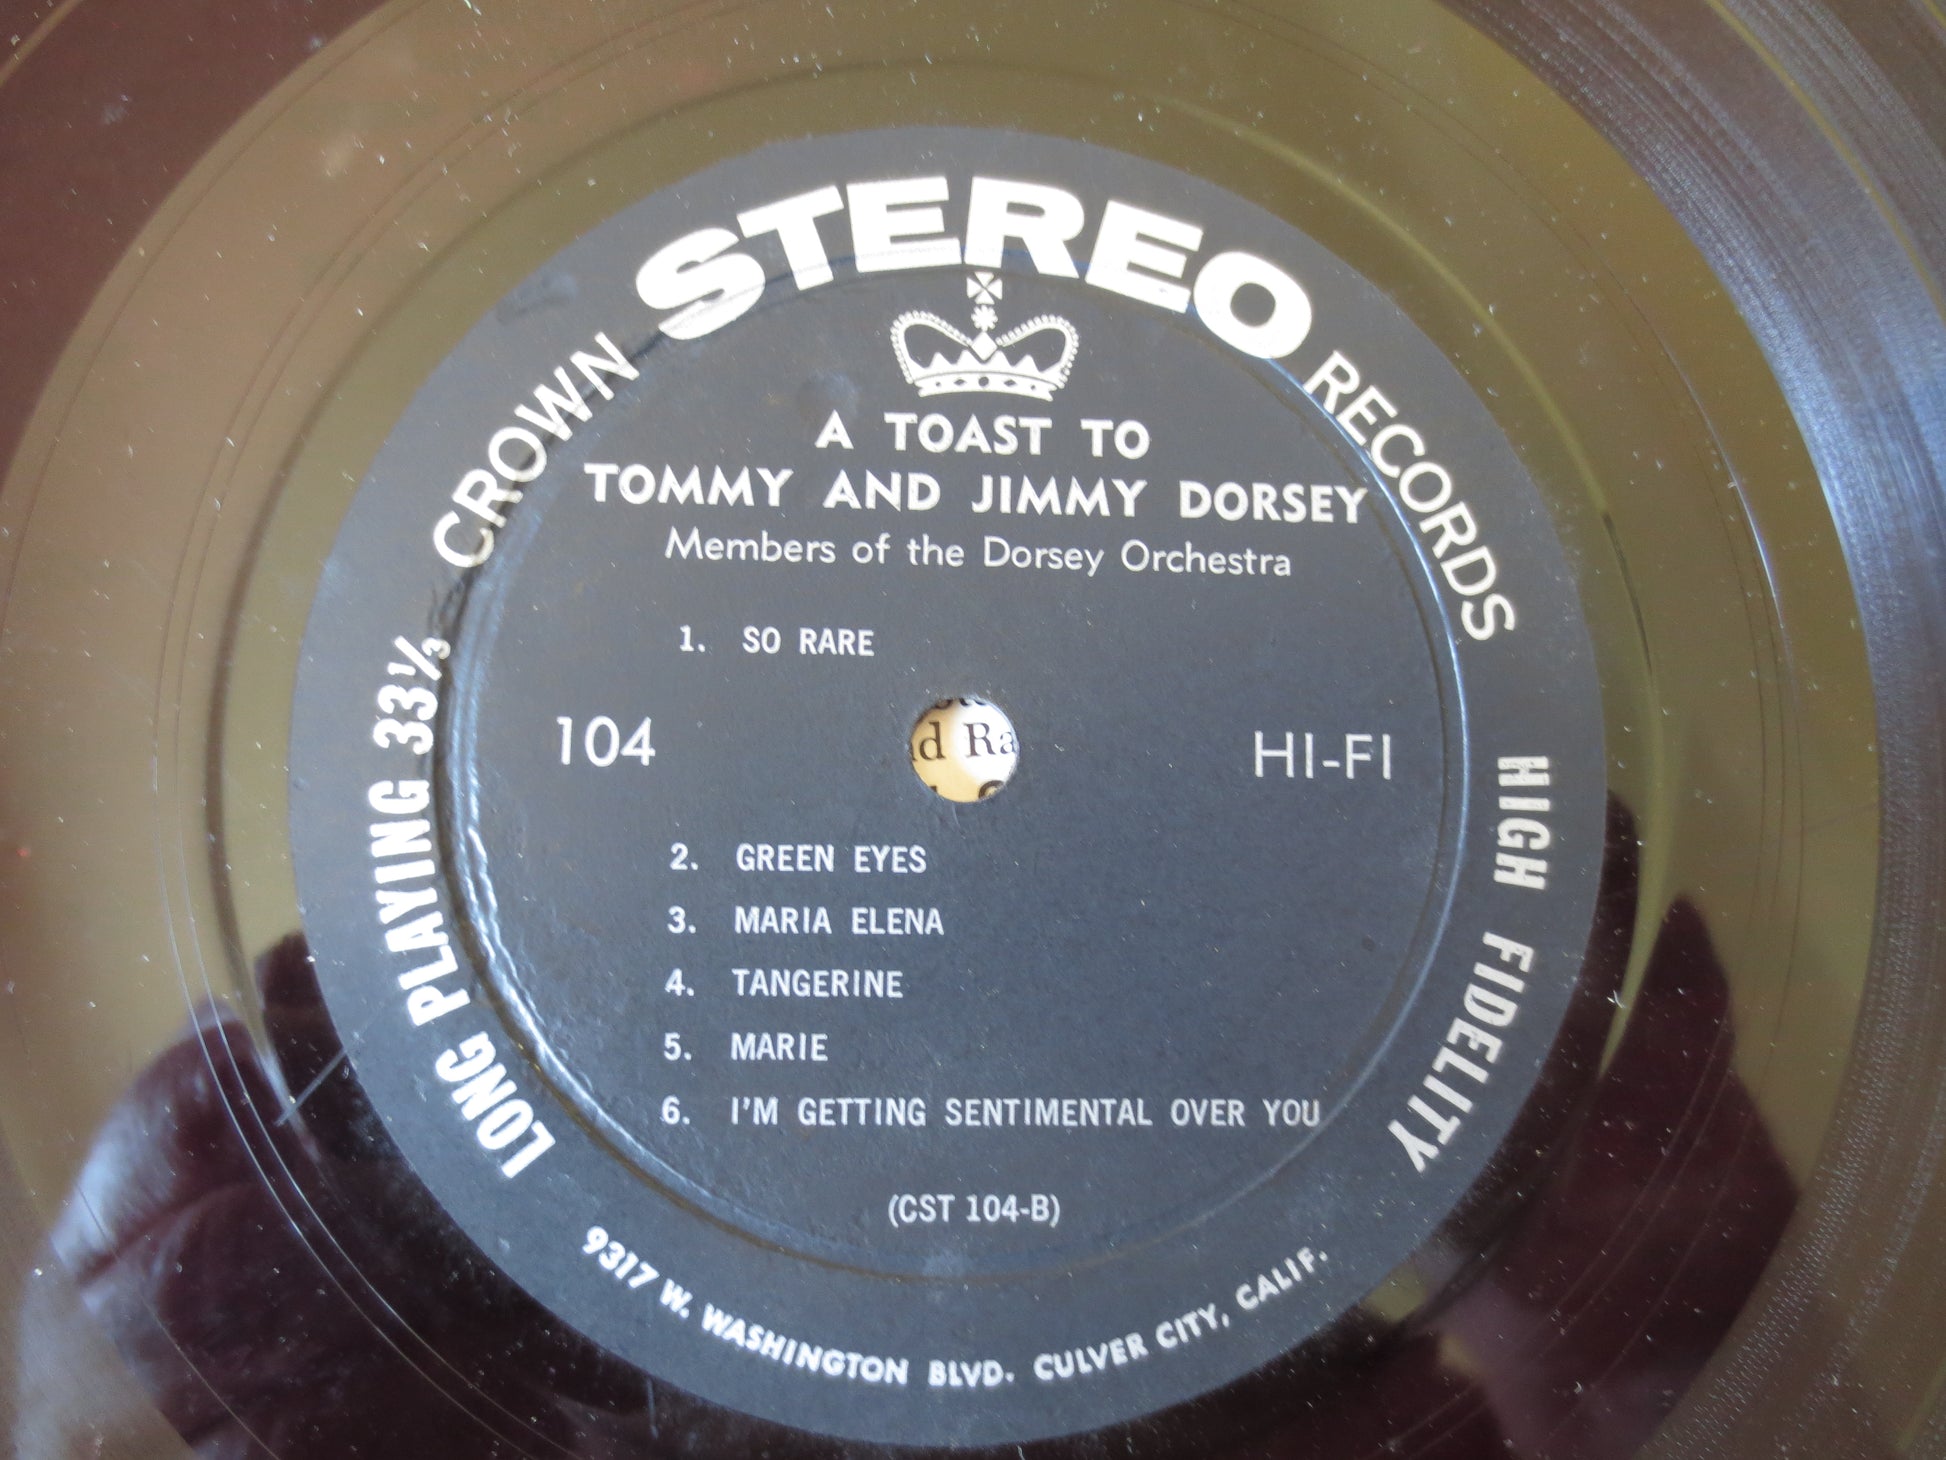 CROWN STEREO RECORDS
A TOAST TO
TOMMY AND JIMMY DORSEY
Members of the Dorsey Orchestra
1. SO RARE
104
d Ra
HI-FI
2. GREEN EYES
3. MARIA ELENA
4. TANGERINE
5. MARIE
6. I'M GETTING SENTIMENTAL OVER YOU
(CST 104-B)
LONG PLAYING 33⅓
HIGH FIDELITY
9317 W. WASHINGTON BLVD. CULVER CITY, CALIF.